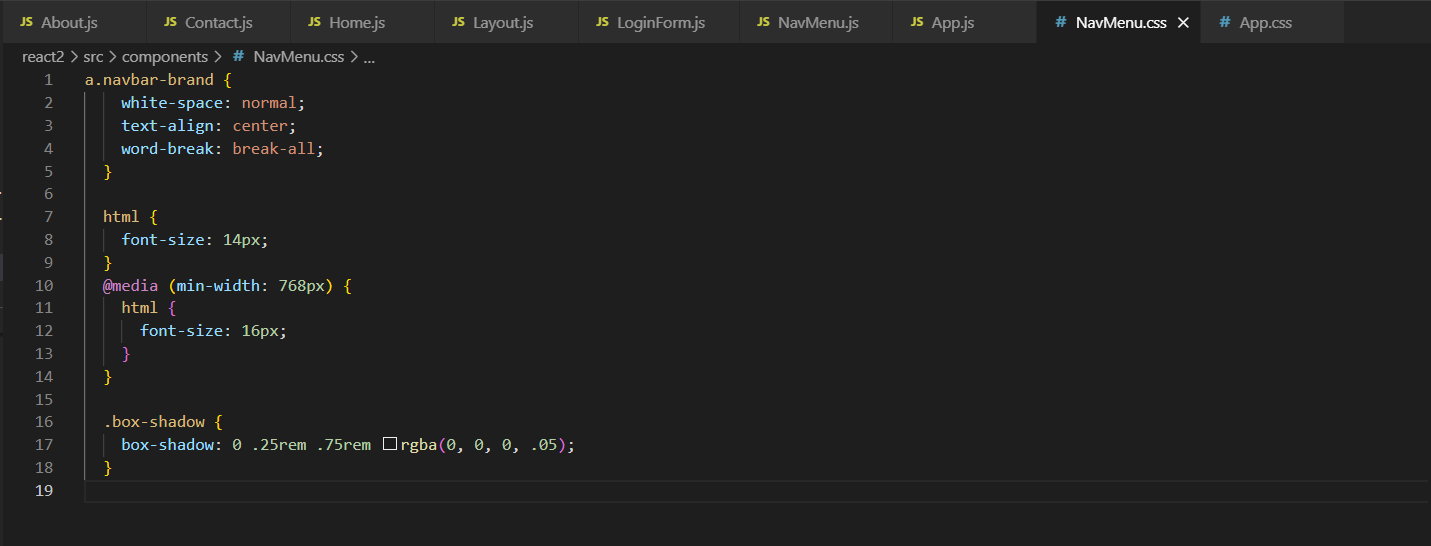 JS About.js JS Contact.js JS Home.js JS Layout.js JS LoginForm.js JS NavMenu.js JS App.js # NavMenu.css × # App.css
react2 > src > components > # NavMenu.css > ...
1 a.navbar-brand {
2 white-space: normal;
3 text-align: center;
4 word-break: break-all;
5 }
6
7 html {
8 font-size: 14px;
9 }
10 @media (min-width: 768px) {
11 html {
12 font-size: 16px;
13 }
14 }
15
16 .box-shadow {
17 box-shadow: 0 .25rem .75rem rgba(0, 0, 0, .05);
18 }
19